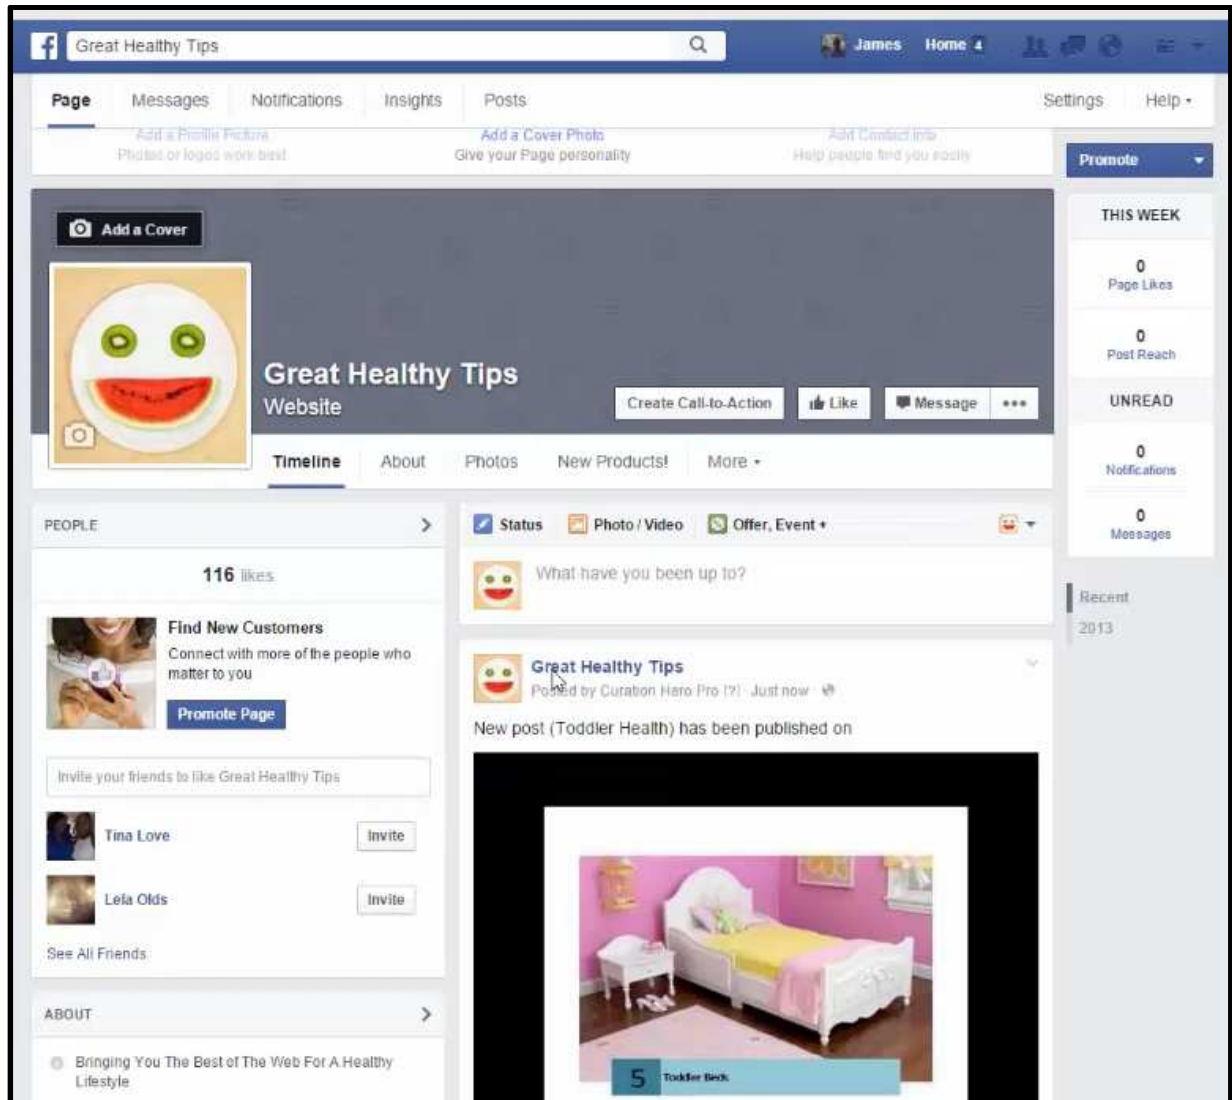 f Great Healthy Tips James Home 4
Page Messages Notifications Insights Posts Settings Help
Add a Profile Picture Add a Cover Photo Add Contact Info
Photos or logos work best Give your Page personality Help people find you easily
Promote
Add a Cover
THIS WEEK
0
Page Likes
0
Post Reach
UNREAD
0
Notifications
0
Messages
Recent
2013
Great Healthy Tips
Website
Create Call-to-Action Like Message •••
Timeline About Photos New Products! More
PEOPLE
116 likes
Find New Customers
Connect with more of the people who
matter to you
Promote Page
Invite your friends to like Great Healthy Tips
Tina Love Invite
Lela Olds Invite
See All Friends
ABOUT
Bringing You The Best of The Web For A Healthy
Lifestyle
Status Photo / Video Offer, Event +
What have you been up to?
Great Healthy Tips
Posted by Curation Hero Pro [?] · Just now ·
New post (Toddler Health) has been published on
5 Toddler Beds